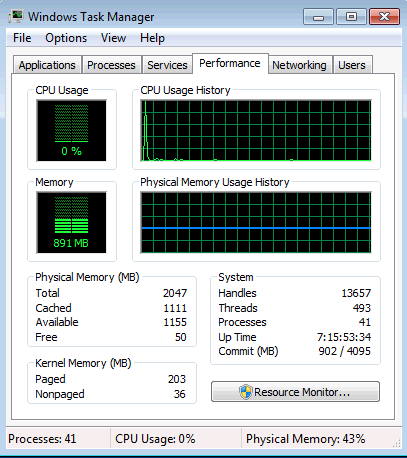 Windows Task Manager
File Options View Help
Applications Processes Services Performance Networking Users
CPU Usage CPU Usage History
0 %
Memory Physical Memory Usage History
891 MB
Physical Memory (MB) System
Total 2047 Handles 13657
Cached 1111 Threads 493
Available 1155 Processes 41
Free 50 Up Time 7:15:53:34
Commit (MB) 902 / 4095
Kernel Memory (MB)
Paged 203
Nonpaged 36
Resource Monitor...
Processes: 41 CPU Usage: 0% Physical Memory: 43%